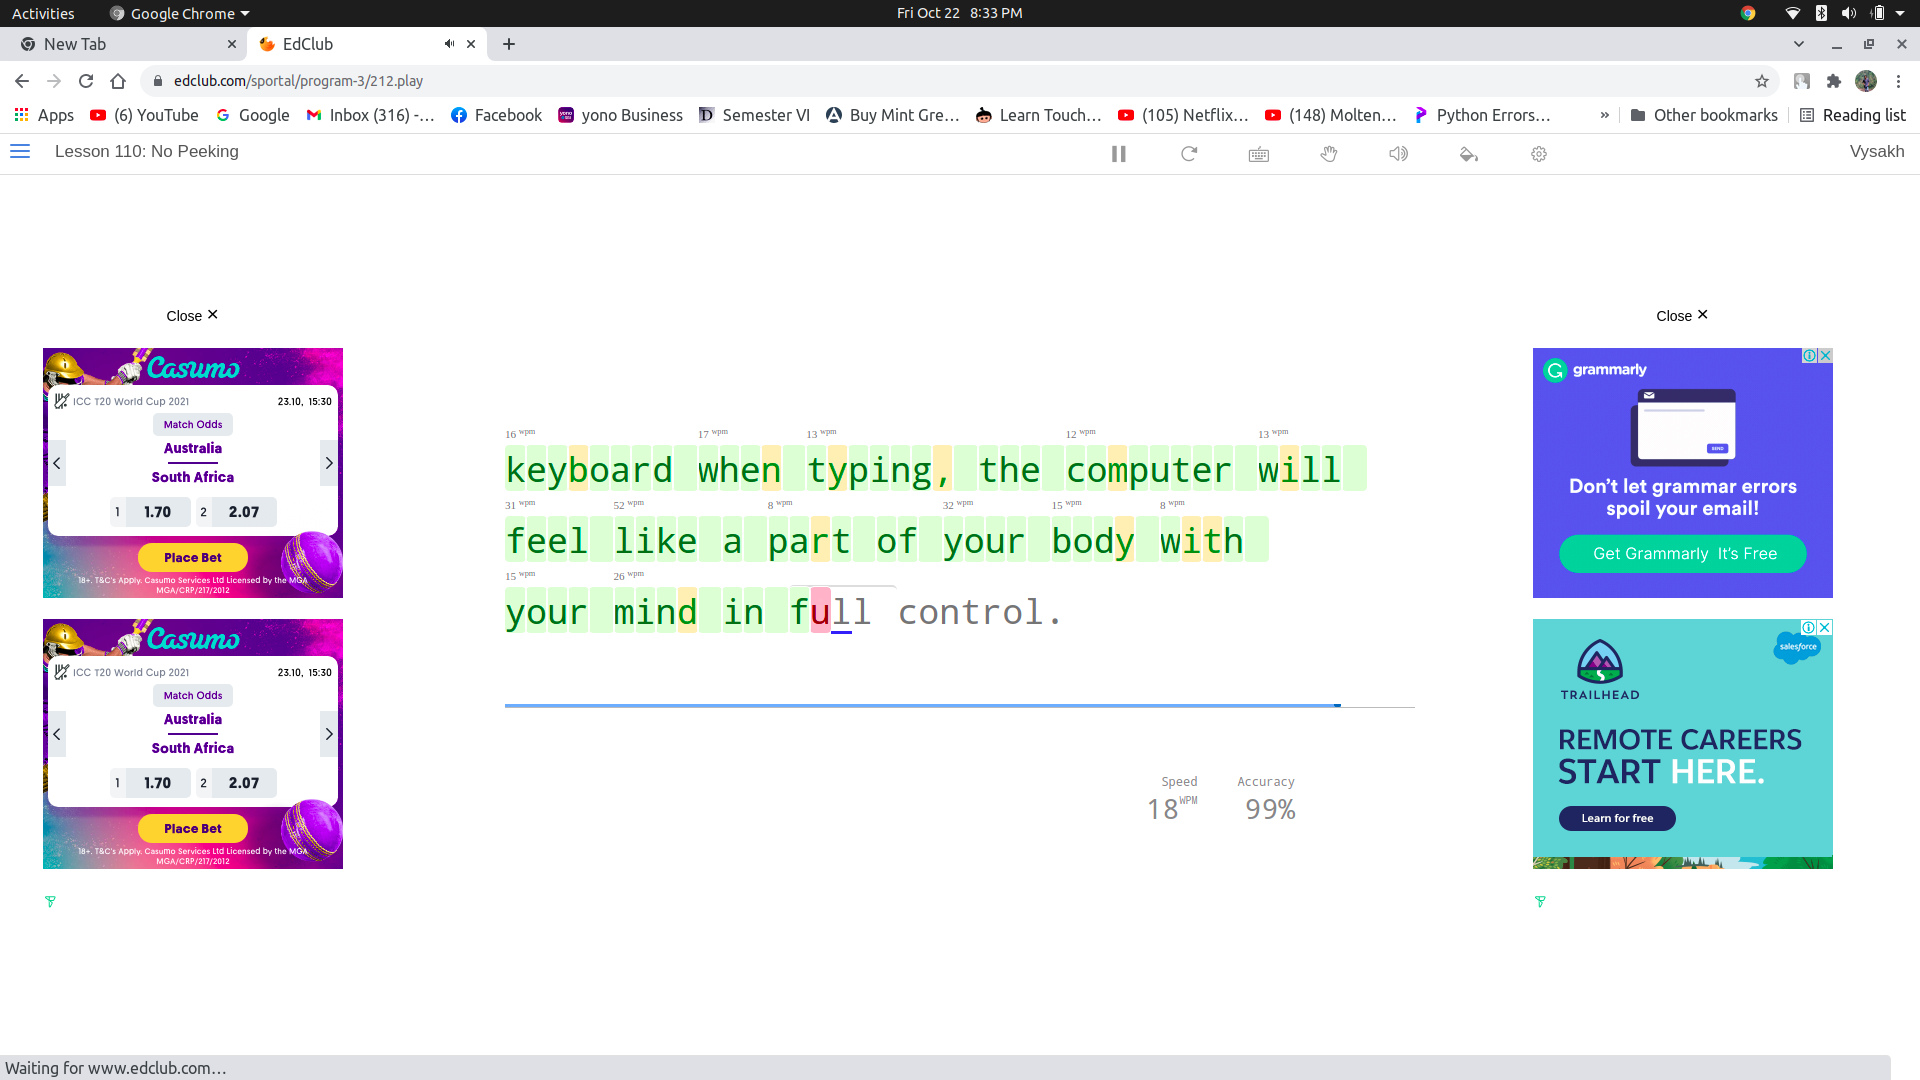 Activities Google Chrome Fri Oct 22 8:33 PM
New Tab EdClub
edclub.com/sportal/program-3/212.play
Apps (6) YouTube Google Inbox (316) -... Facebook yono Business Semester VI Buy Mint Gre... Learn Touch... (105) Netflix... (148) Molten... Python Errors... » Other bookmarks Reading list
Lesson 110: No Peeking Vysakh
Close ×
Close ×
Casumo
ICC T20 World Cup 2021 23.10, 15:30
Match Odds
Australia
South Africa
1 1.70 2 2.07
Place Bet
18+. T&C's Apply. Casumo Services Ltd Licensed by the MGA
MGA/CRP/217/2012
Casumo
ICC T20 World Cup 2021 23.10, 15:30
Match Odds
Australia
South Africa
1 1.70 2 2.07
Place Bet
18+. T&C's Apply. Casumo Services Ltd Licensed by the MGA
MGA/CRP/217/2012
16 wpm 17 wpm 13 wpm 12 wpm 13 wpm
keyboard when typing, the computer will
31 wpm 52 wpm 8 wpm 32 wpm 15 wpm 8 wpm
feel like a part of your body with
15 wpm 26 wpm
your mind in full control.
Speed Accuracy
18 WPM 99%
grammarly
Don't let grammar errors
spoil your email!
Get Grammarly It's Free
salesforce
TRAILHEAD
REMOTE CAREERS
START HERE.
Learn for free
Waiting for www.edclub.com...